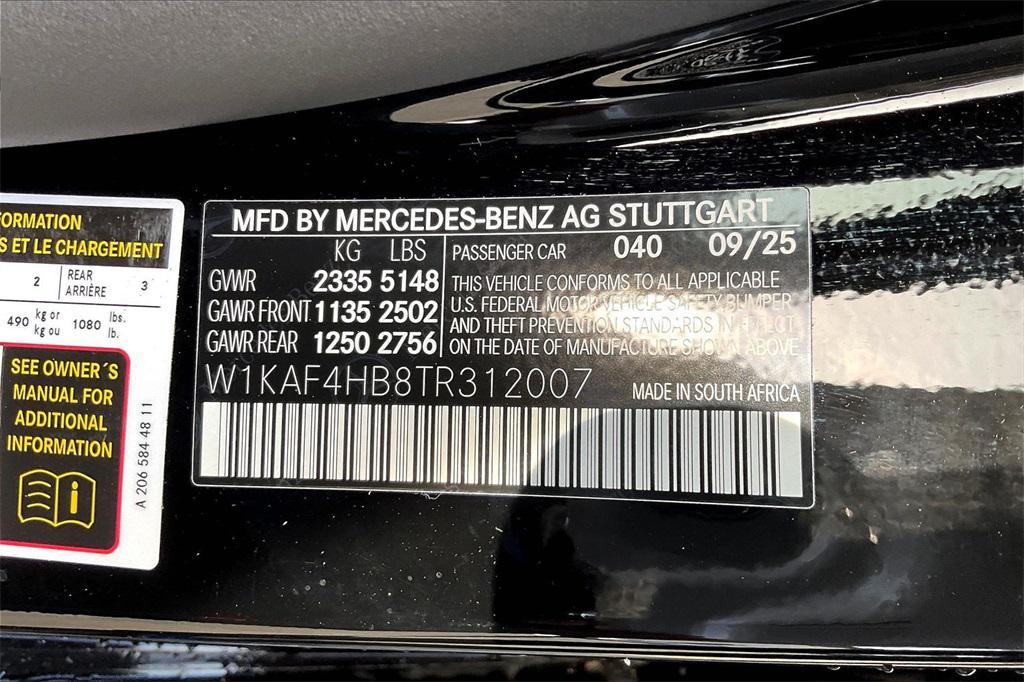 FORMATION
S ET LE CHARGEMENT
2 REAR ARRIÈRE 3
490 kg or kg ou 1080 lbs. lb.
SEE OWNER'S
MANUAL FOR
ADDITIONAL
INFORMATION
A 206 584 48 11
MFD BY MERCEDES-BENZ AG STUTTGART
KG LBS
GVWR 2335 5148
GAWR FRONT 1135 2502
GAWR REAR 1250 2756
PASSENGER CAR 040 09/25
THIS VEHICLE CONFORMS TO ALL APPLICABLE
U.S. FEDERAL MOTOR VEHICLE SAFETY BUMPER
AND THEFT PREVENTION STANDARDS IN EFFECT
ON THE DATE OF MANUFACTURE SHOWN ABOVE
W1KAF4HB8TR312007 MADE IN SOUTH AFRICA